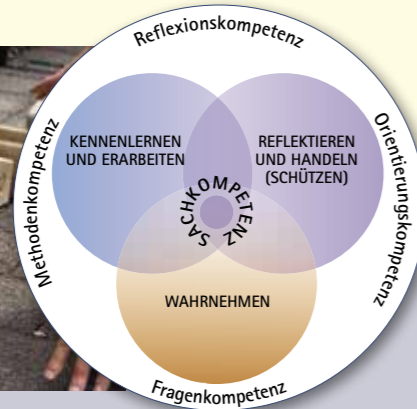 Reflexionskompetenz
Methodenkompetenz
Orientierungskompetenz
KENNENLERNEN
UND ERARBEITEN
REFLEKTIEREN
UND HANDELN
(SCHÜTZEN)
SACHKOMPETENZ
WAHRNEHMEN
Fragenkompetenz